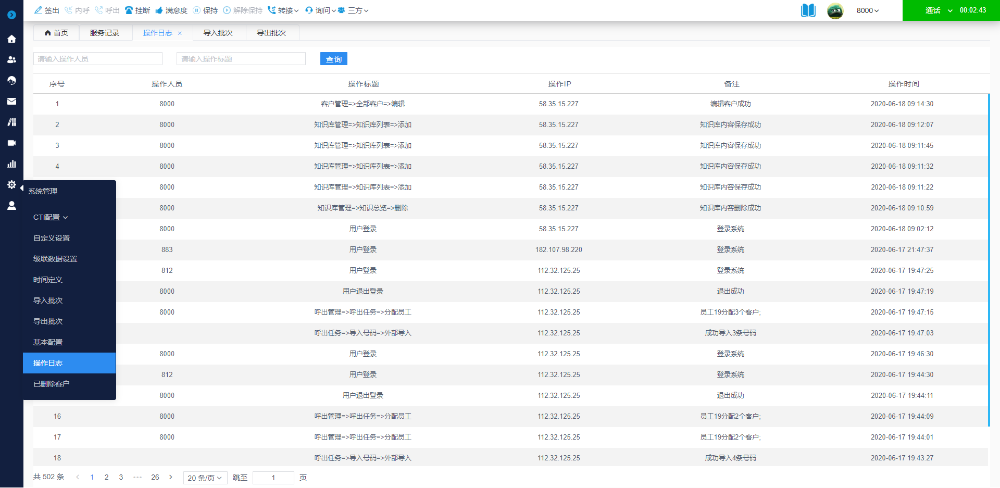 签出 内呼 呼出 挂断 满意度 保持 解除保持 转接 询问 三方 8000 通话 00:02:43
首页 服务记录 操作日志 × 导入批次 导出批次
请输入操作人员 请输入操作标题 查询
序号 操作人员 操作标题 操作IP 备注 操作时间
1 8000 客户管理=>全部客户=>编辑 58.35.15.227 编辑客户成功 2020-06-18 09:14:30
2 8000 知识库管理=>知识库列表=>添加 58.35.15.227 知识库内容保存成功 2020-06-18 09:12:07
3 8000 知识库管理=>知识库列表=>添加 58.35.15.227 知识库内容保存成功 2020-06-18 09:11:45
4 8000 知识库管理=>知识库列表=>添加 58.35.15.227 知识库内容保存成功 2020-06-18 09:11:32
8000 知识库管理=>知识库列表=>添加 58.35.15.227 知识库内容保存成功 2020-06-18 09:11:22
8000 知识库管理=>知识总览=>删除 58.35.15.227 知识库内容删除成功 2020-06-18 09:10:59
8000 用户登录 58.35.15.227 登录系统 2020-06-18 09:02:12
883 用户登录 182.107.98.220 登录系统 2020-06-17 21:47:37
812 用户登录 112.32.125.25 登录系统 2020-06-17 19:47:25
8000 用户退出登录 112.32.125.25 退出成功 2020-06-17 19:47:19
8000 呼出管理=>呼出任务=>分配员工 112.32.125.25 员工19分配3个客户; 2020-06-17 19:47:15
呼出任务=>导入号码=>外部导入 112.32.125.25 成功导入3条号码 2020-06-17 19:47:03
8000 用户登录 112.32.125.25 登录系统 2020-06-17 19:46:30
812 用户登录 112.32.125.25 登录系统 2020-06-17 19:44:30
8000 用户退出登录 112.32.125.25 退出成功 2020-06-17 19:44:11
16 8000 呼出管理=>呼出任务=>分配员工 112.32.125.25 员工19分配2个客户; 2020-06-17 19:44:09
17 8000 呼出管理=>呼出任务=>分配员工 112.32.125.25 员工19分配2个客户; 2020-06-17 19:44:01
18 呼出任务=>导入号码=>外部导入 112.32.125.25 成功导入4条号码 2020-06-17 19:43:27
系统管理
CTI配置
自定义设置
级联数据设置
时间定义
导入批次
导出批次
基本配置
操作日志
已删除客户
共 502 条 < 1 2 3 ••• 26 > 20 条/页 跳至 1 页